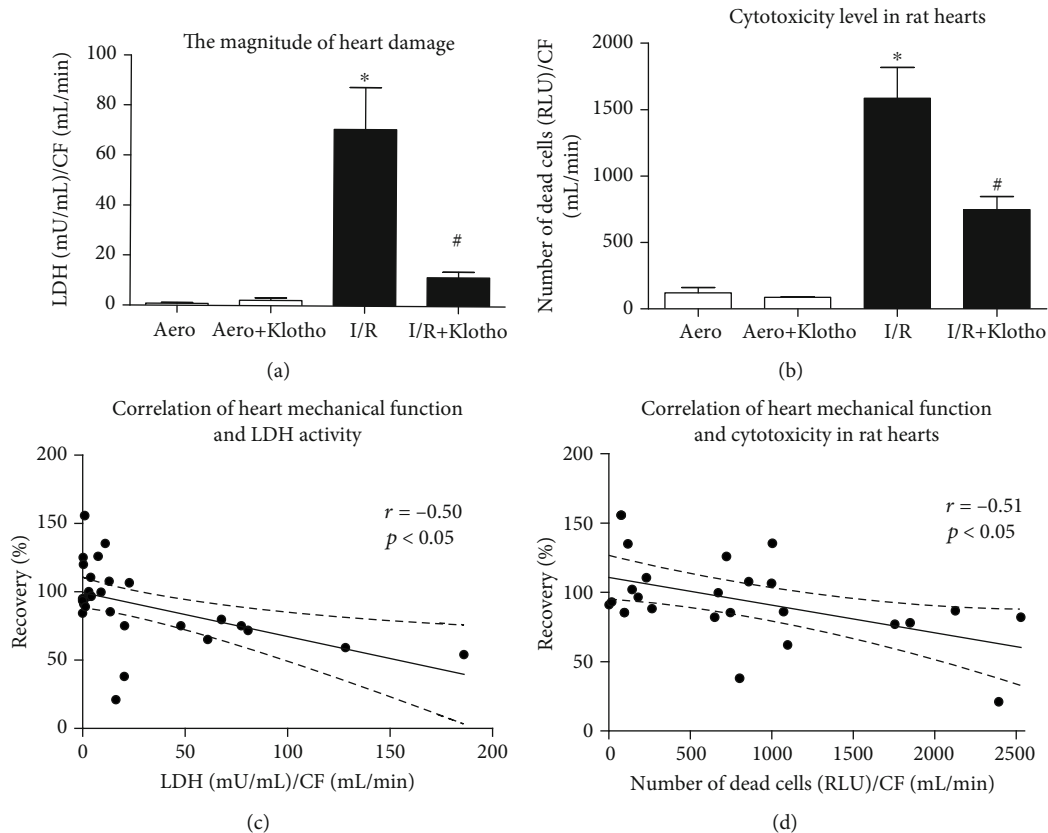 The magnitude of heart damage
LDH (mU/mL)/CF (mL/min)
100
80
60
40
20
0
*
#
Aero
Aero+Klotho
I/R
I/R+Klotho
(a)
Cytotoxicity level in rat hearts
Number of dead cells (RLU)/CF
(mL/min)
2000
1500
1000
500
0
*
#
Aero
Aero+Klotho
I/R
I/R+Klotho
(b)
Correlation of heart mechanical function
and LDH activity
Recovery (%)
200
150
100
50
0
r = –0.50
p < 0.05
0
50
100
150
200
LDH (mU/mL)/CF (mL/min)
(c)
Correlation of heart mechanical function
and cytotoxicity in rat hearts
Recovery (%)
200
150
100
50
0
r = –0.51
p < 0.05
0
500
1000
1500
2000
2500
Number of dead cells (RLU)/CF (mL/min)
(d)